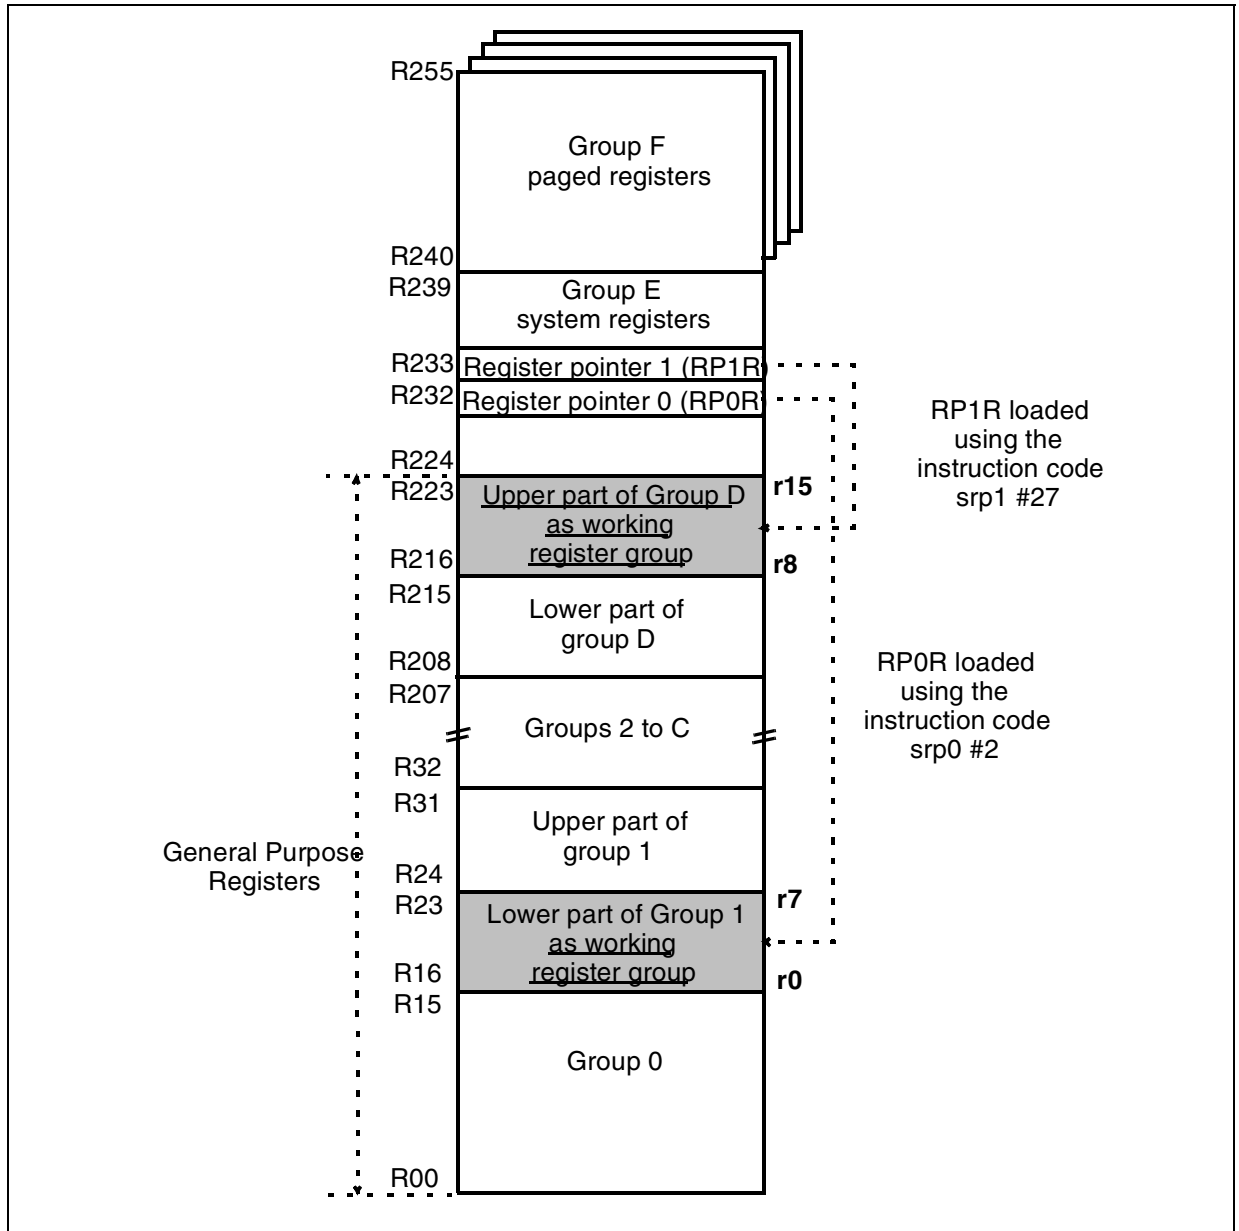 R255
Group F
paged registers
R240
R239
Group E
system registers
R233
Register pointer 1 (RP1R)
R232
Register pointer 0 (RP0R)
RP1R loaded
using the
instruction code
srp1 #27
R224
R223
Upper part of Group D
as working
register group
r15
R216
r8
R215
Lower part of
group D
R208
R207
RP0R loaded
using the
instruction code
srp0 #2
Groups 2 to C
R32
R31
Upper part of
group 1
General Purpose
Registers
R24
R23
Lower part of Group 1
as working
register group
r7
R16
r0
R15
Group 0
R00